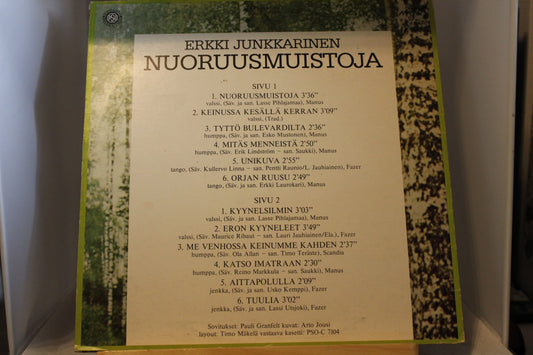 PSO
ERKKI JUNKKARINEN
NUORUUSMUISTOJA
SIVU 1
1. NUORUUSMUISTOJA 3'36"
valssi, (Säv. ja san. Lasse Pihlajamaa), Manus
2. KEINUSSA KESÄLLÄ KERRAN 3'09"
valssi, (Trad.)
3. TYTTÖ BULEVARDILTA 2'36"
humppa, (Säv. ja san. Esko Mustonen), Manus
4. MITÄS MENNEISTÄ 2'50"
humppa, (Säv. Erik Lindström – san. Saukki), Manus
5. UNIKUVA 2'55"
tango, (Säv. Kullervo Linna – san. Pentti Raunio/L. Jauhiainen), Fazer
6. ORJAN RUUSU 2'49"
tango, (Säv. ja san. Erkki Laurokari), Manus
SIVU 2
1. KYYNELSILMIN 3'03"
valssi, (Säv. ja san. Lasse Pihlajamaa), Manus
2. ERON KYYNELEET 3'49"
valssi, (Säv. Maurice Ribaut – san. Lauri Jauhiainen/Ela.), Fazer
3. ME VENHOSSA KEINUMME KAHDEN 2'37"
humppa, (Säv. Ola Allan – san. Timo Teräste), Scandia
4. KATSO IMATRAAN 2'30"
humppa, (Säv. Reino Markkula – san. Saukki), Manus
5. AITTAPOLULLA 2'09"
jenkka, (Säv. ja san. Usko Kemppi), Fazer
6. TUULIA 3'02"
jenkka, (Säv. ja san. Lassi Utsjoki), Fazer
Sovitukset: Pauli Granfelt kuvat: Arto Jousi
layout: Timo Mäkelä vastaava kasetti: PSO-C 7104